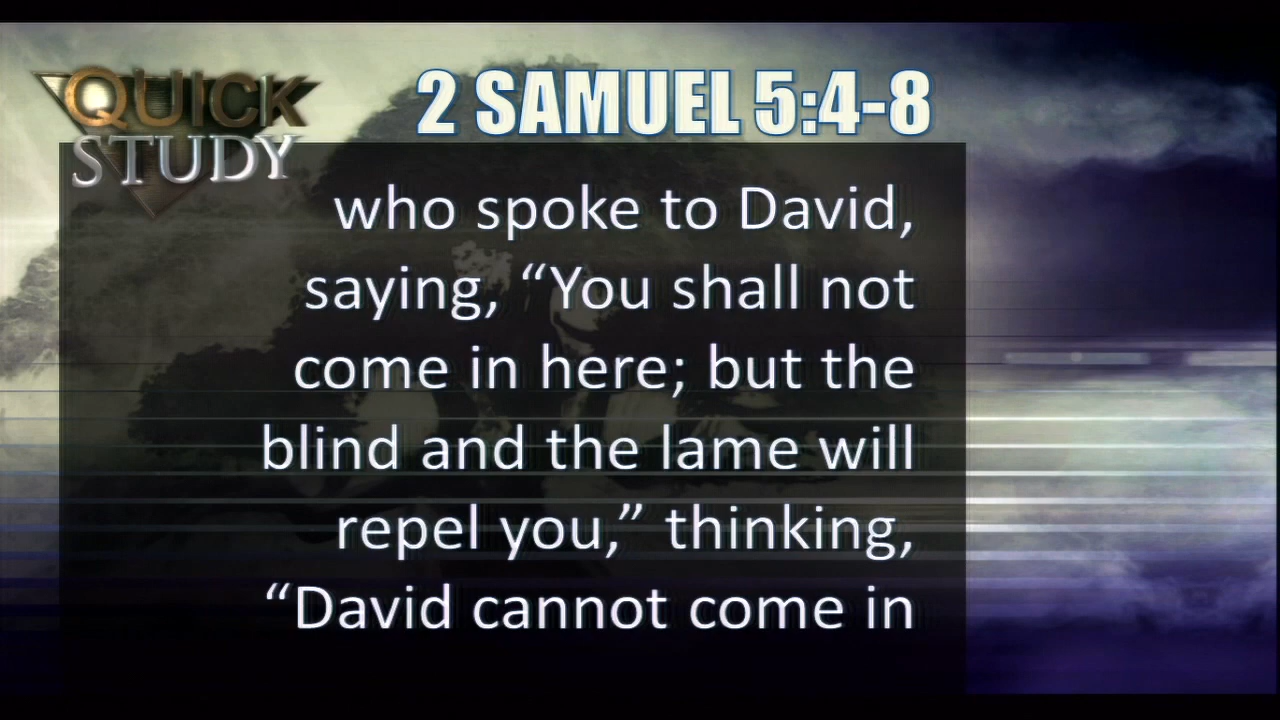 QUICK
STUDY
2 SAMUEL 5:4-8
who spoke to David,
saying, “You shall not
come in here; but the
blind and the lame will
repel you,” thinking,
“David cannot come in